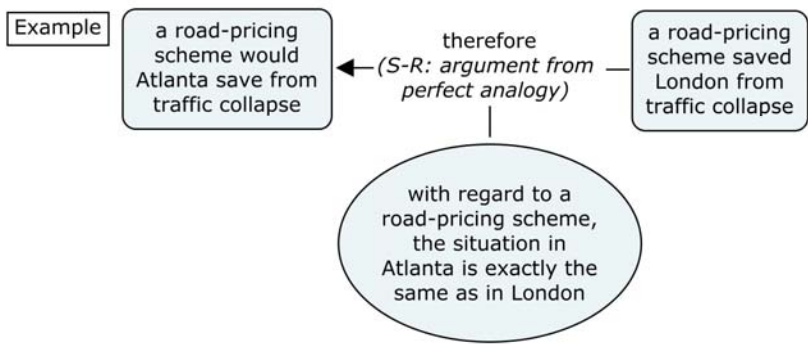 Example
a road-pricing
scheme would
Atlanta save from
traffic collapse
therefore
(S-R: argument from
perfect analogy)
a road-pricing
scheme saved
London from
traffic collapse
with regard to a
road-pricing scheme,
the situation in
Atlanta is exactly the
same as in London